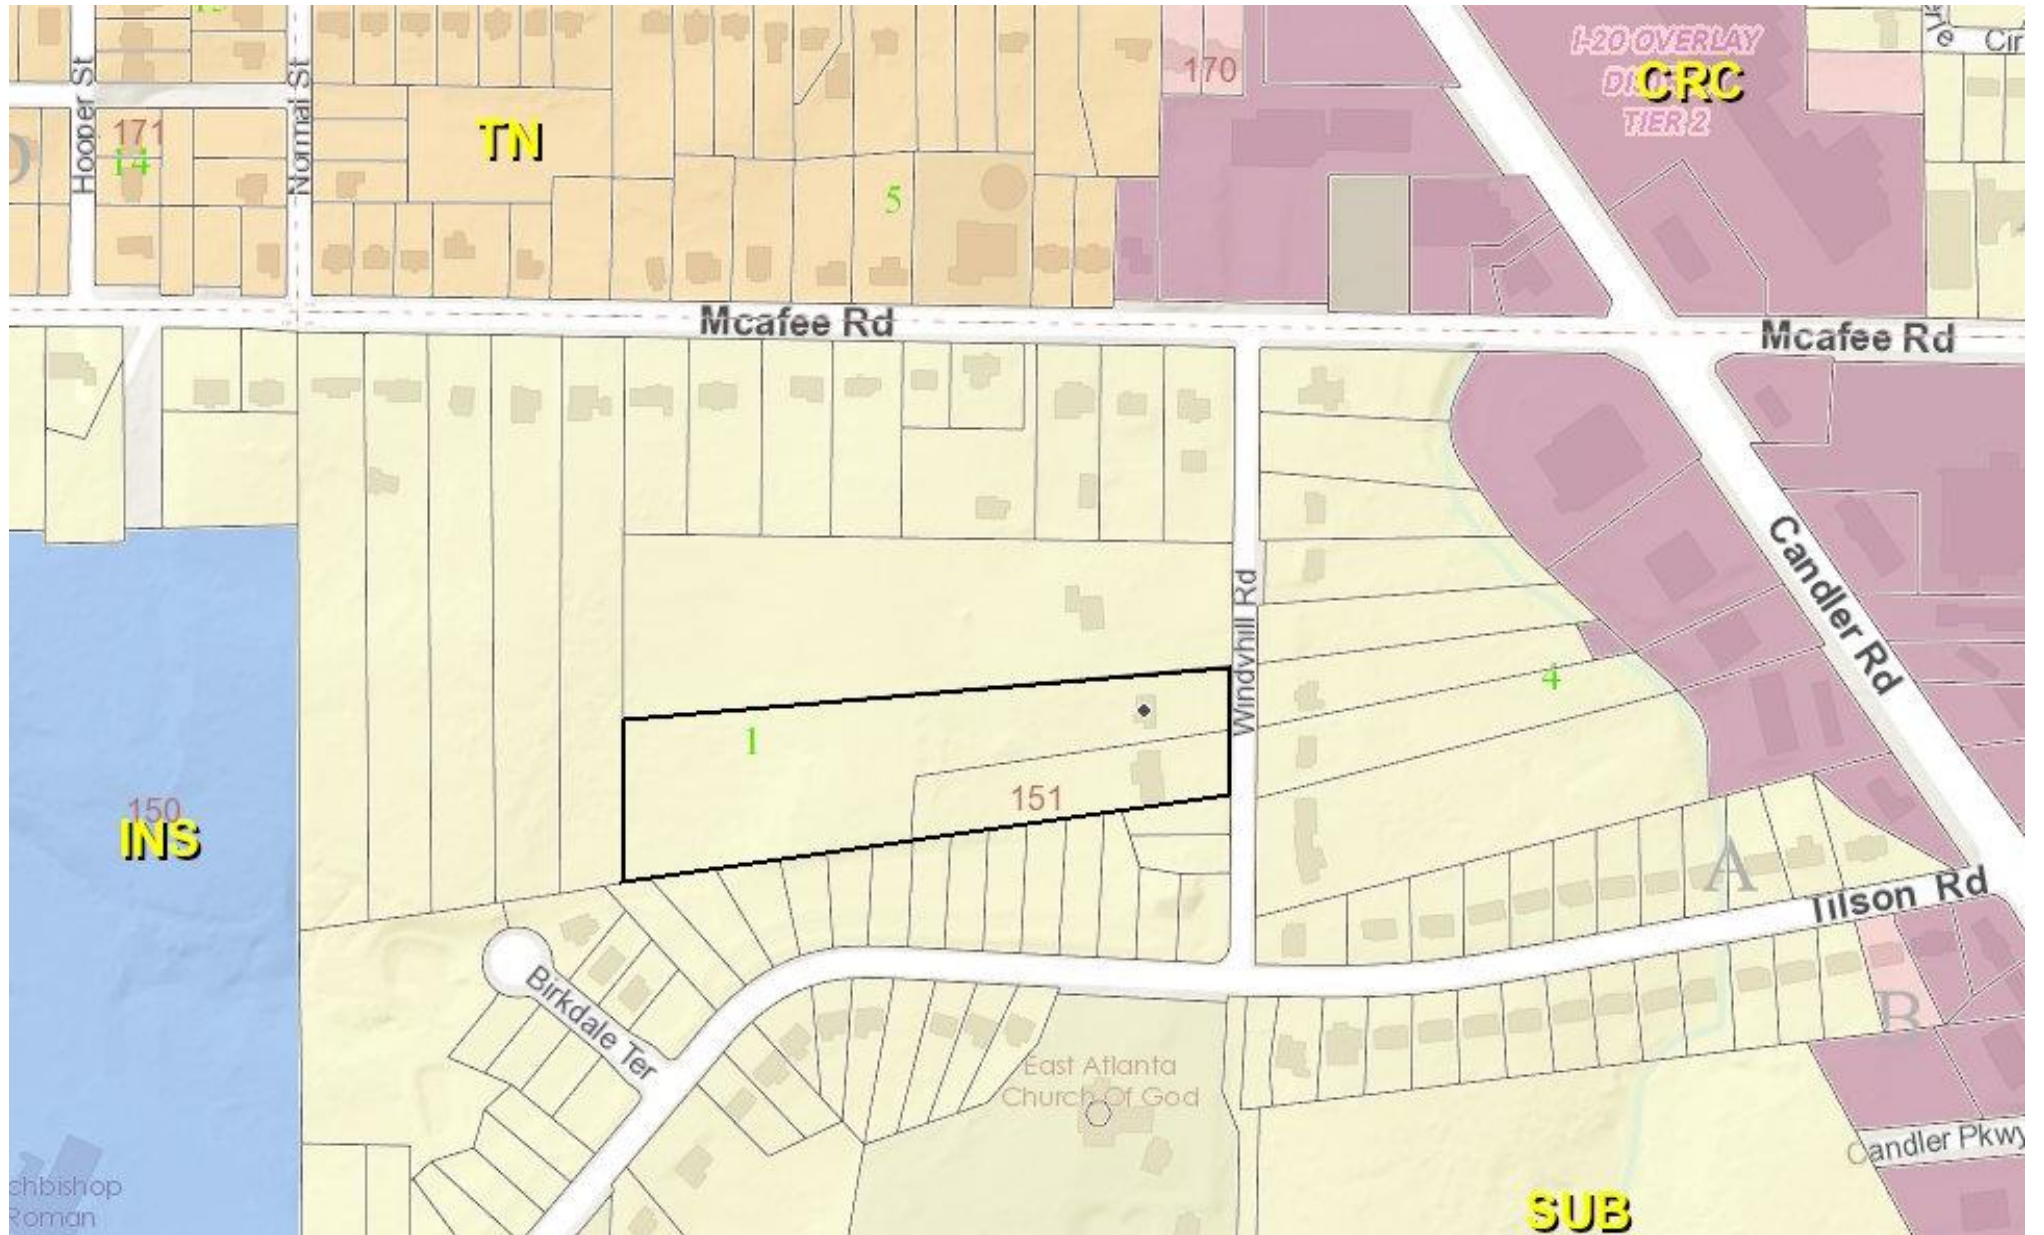 15
Hooper St
Normal St
171
14
TN
5
170
I-20 OVERLAY
TIER 2
CRC
Cir
Mcafee Rd
Mcafee Rd
Candler Rd
Windyhill Rd
4
1
151
150
INS
A
Tilson Rd
B
Birkdale Ter
East Atlanta
Church Of God
Candler Pkwy
chbishop
Roman
SUB